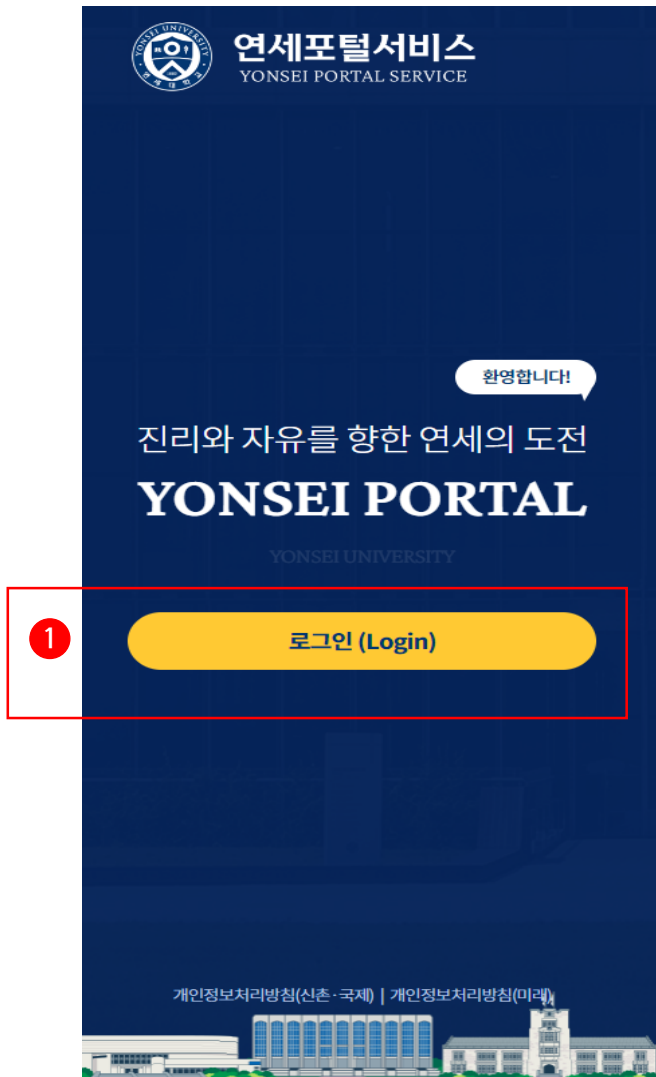 연세포털서비스
YONSEI PORTAL SERVICE
환영합니다!
진리와 자유를 향한 연세의 도전
YONSEI PORTAL
YONSEI UNIVERSITY
1
로그인 (Login)
개인정보처리방침(신촌·국제) | 개인정보처리방침(미래)